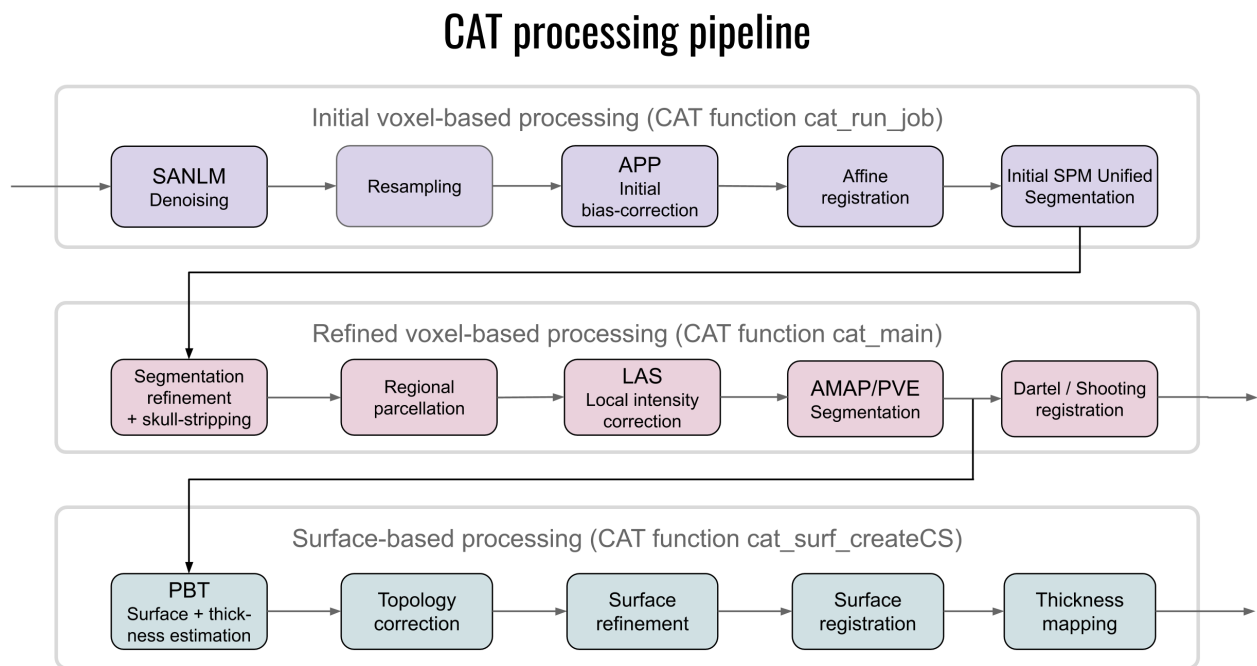 CAT processing pipeline
Initial voxel-based processing (CAT function cat_run_job)
SANLM
Denoising
Resampling
APP
Initial
bias-correction
Affine
registration
Initial SPM Unified
Segmentation
Refined voxel-based processing (CAT function cat_main)
Segmentation
refinement
+ skull-stripping
Regional
parcellation
LAS
Local intensity
correction
AMAP/PVE
Segmentation
Dartel / Shooting
registration
Surface-based processing (CAT function cat_surf_createCS)
PBT
Surface + thick-
ness estimation
Topology
correction
Surface
refinement
Surface
registration
Thickness
mapping